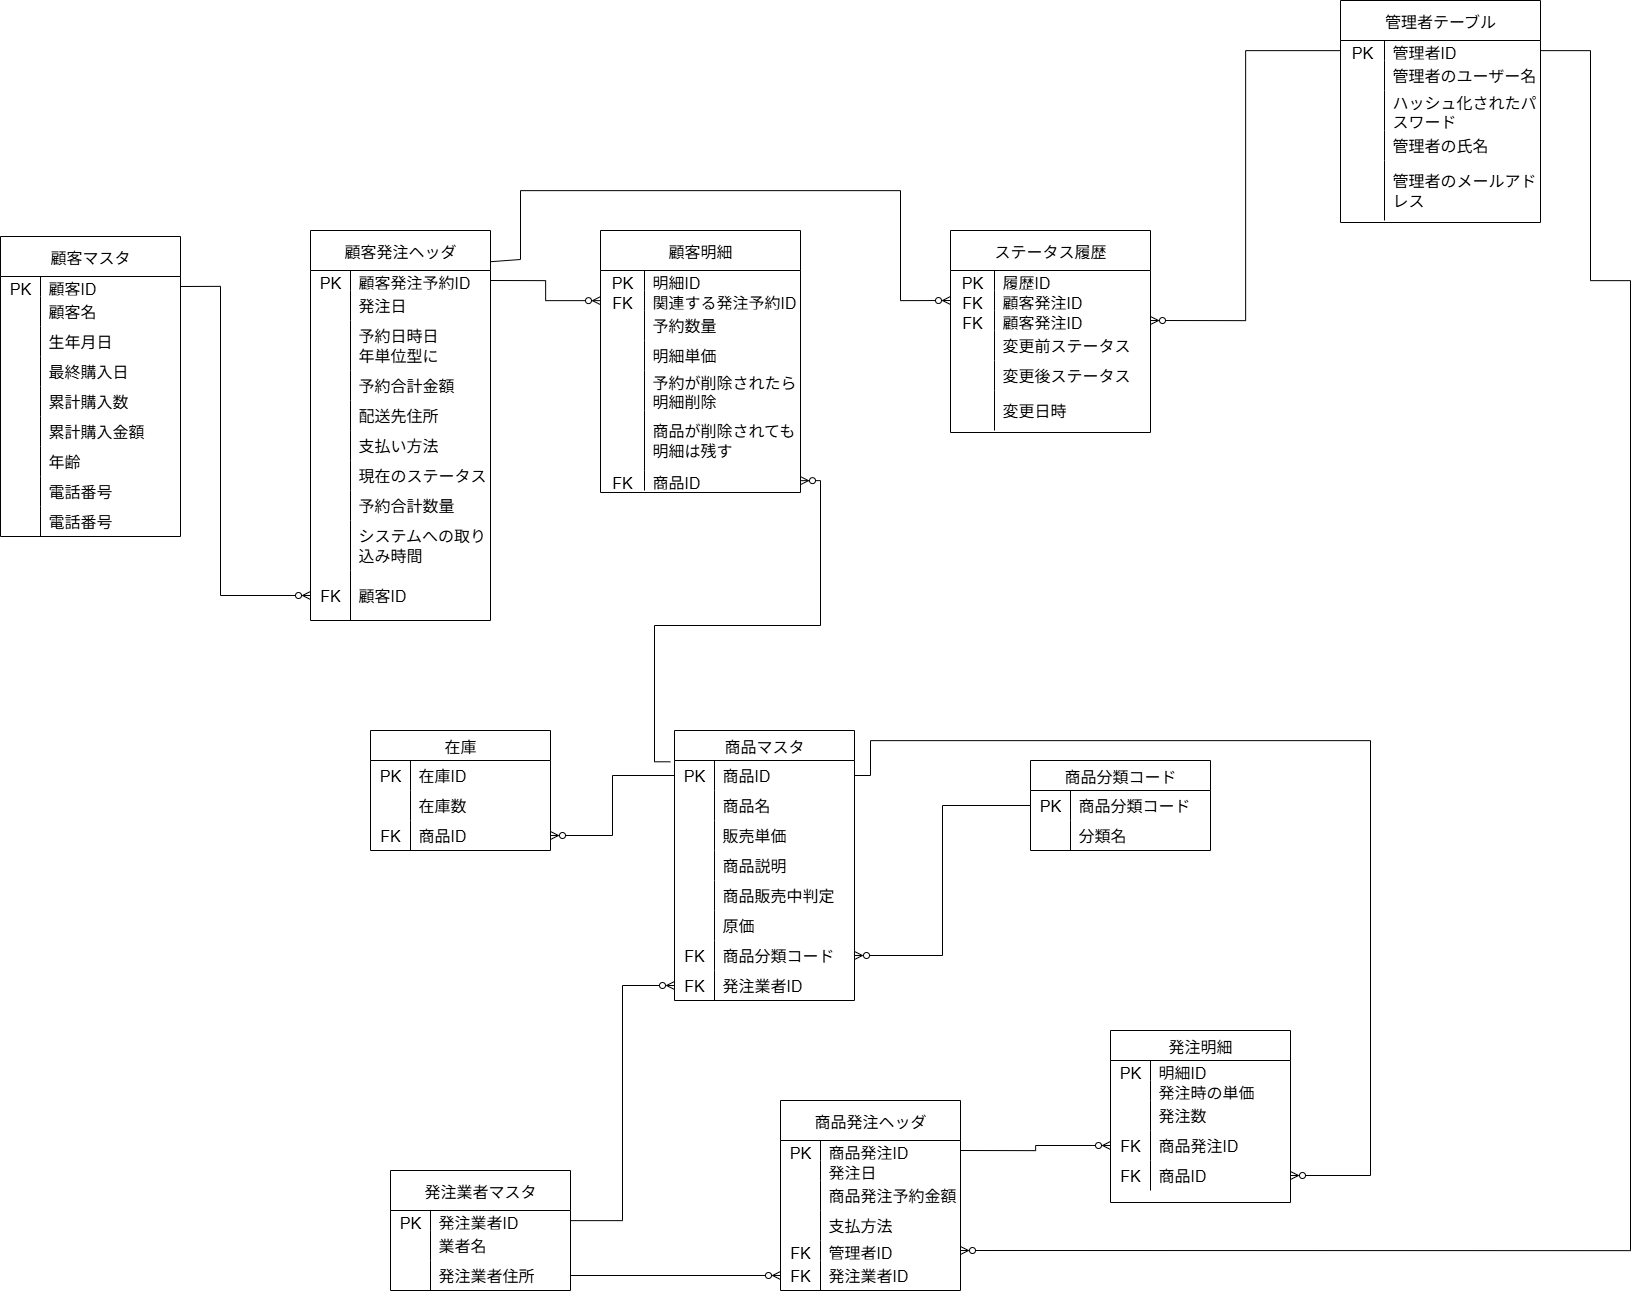 管理者テーブル
PK 管理者ID
管理者のユーザー名
ハッシュ化されたパ
スワード
管理者の氏名
管理者のメールアド
レス
顧客マスタ
PK 顧客ID
顧客名
生年月日
最終購入日
累計購入数
累計購入金額
年齢
電話番号
電話番号
顧客発注ヘッダ
PK 顧客発注予約ID
発注日
予約日時日
年単位型に
予約合計金額
配送先住所
支払い方法
現在のステータス
予約合計数量
システムへの取り
込み時間
FK 顧客ID
顧客明細
PK 明細ID
FK 関連する発注予約ID
予約数量
明細単価
予約が削除されたら
明細削除
商品が削除されても
明細は残す
FK 商品ID
ステータス履歴
PK 履歴ID
FK 顧客発注ID
FK 顧客発注ID
変更前ステータス
変更後ステータス
変更日時
在庫
PK 在庫ID
在庫数
FK 商品ID
商品マスタ
PK 商品ID
商品名
販売単価
商品説明
商品販売中判定
原価
FK 商品分類コード
FK 発注業者ID
商品分類コード
PK 商品分類コード
分類名
発注明細
PK 明細ID
発注時の単価
発注数
FK 商品発注ID
FK 商品ID
商品発注ヘッダ
PK 商品発注ID
発注日
商品発注予約金額
支払方法
FK 管理者ID
FK 発注業者ID
発注業者マスタ
PK 発注業者ID
業者名
発注業者住所